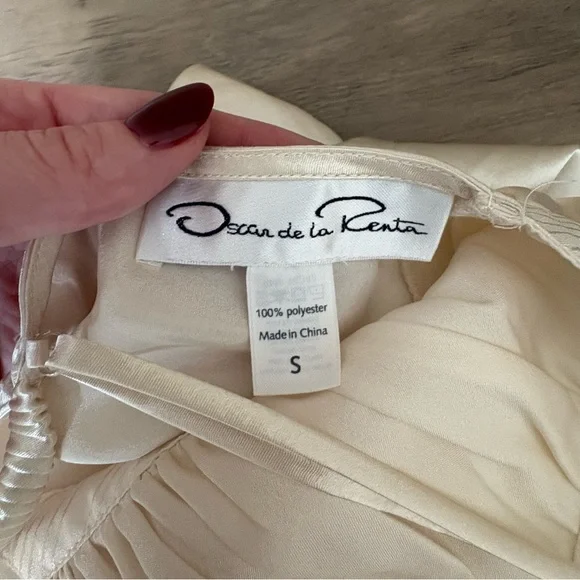 Oscar de la Renta
100% polyester
Made in China
S